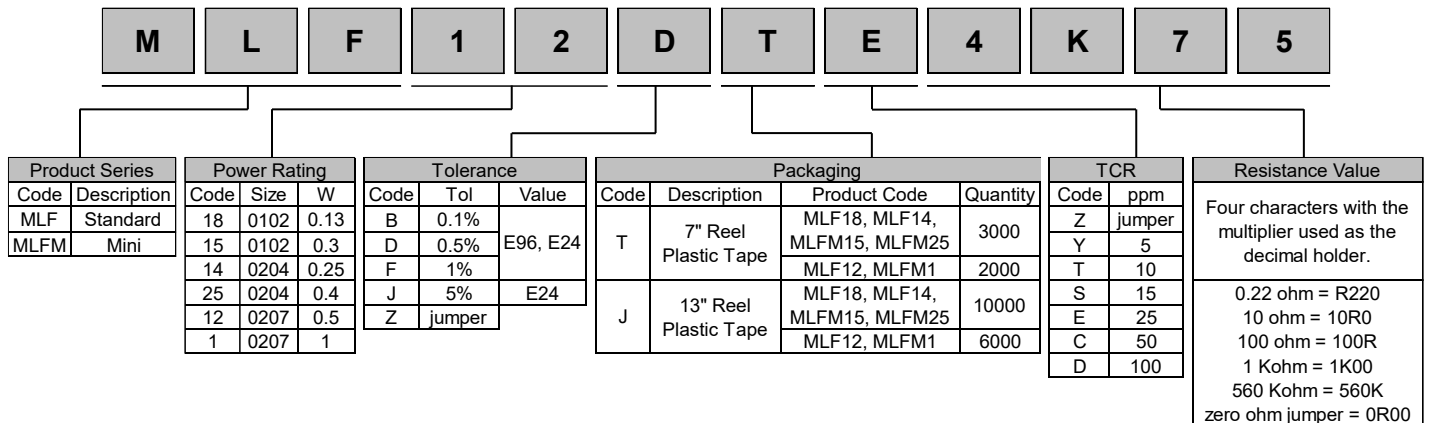 M L F 1 2 D T E 4 K 7 5
Product Series
Code Description
MLF Standard
MLFM Mini
Power Rating
Code Size W
18 0102 0.13
15 0102 0.3
14 0204 0.25
25 0204 0.4
12 0207 0.5
1 0207 1
Tolerance
Code Tol Value
B 0.1%
D 0.5% E96, E24
F 1%
J 5% E24
Z jumper
Packaging
Code Description Product Code Quantity
T 7" Reel
Plastic Tape
MLF18, MLF14,
MLFM15, MLFM25
3000
MLF12, MLFM1 2000
J 13" Reel
Plastic Tape
MLF18, MLF14,
MLFM15, MLFM25
10000
MLF12, MLFM1 6000
TCR
Code ppm
Z jumper
Y 5
T 10
S 15
E 25
C 50
D 100
Resistance Value
Four characters with the
multiplier used as the
decimal holder.
0.22 ohm = R220
10 ohm = 10R0
100 ohm = 100R
1 Kohm = 1K00
560 Kohm = 560K
zero ohm jumper = 0R00